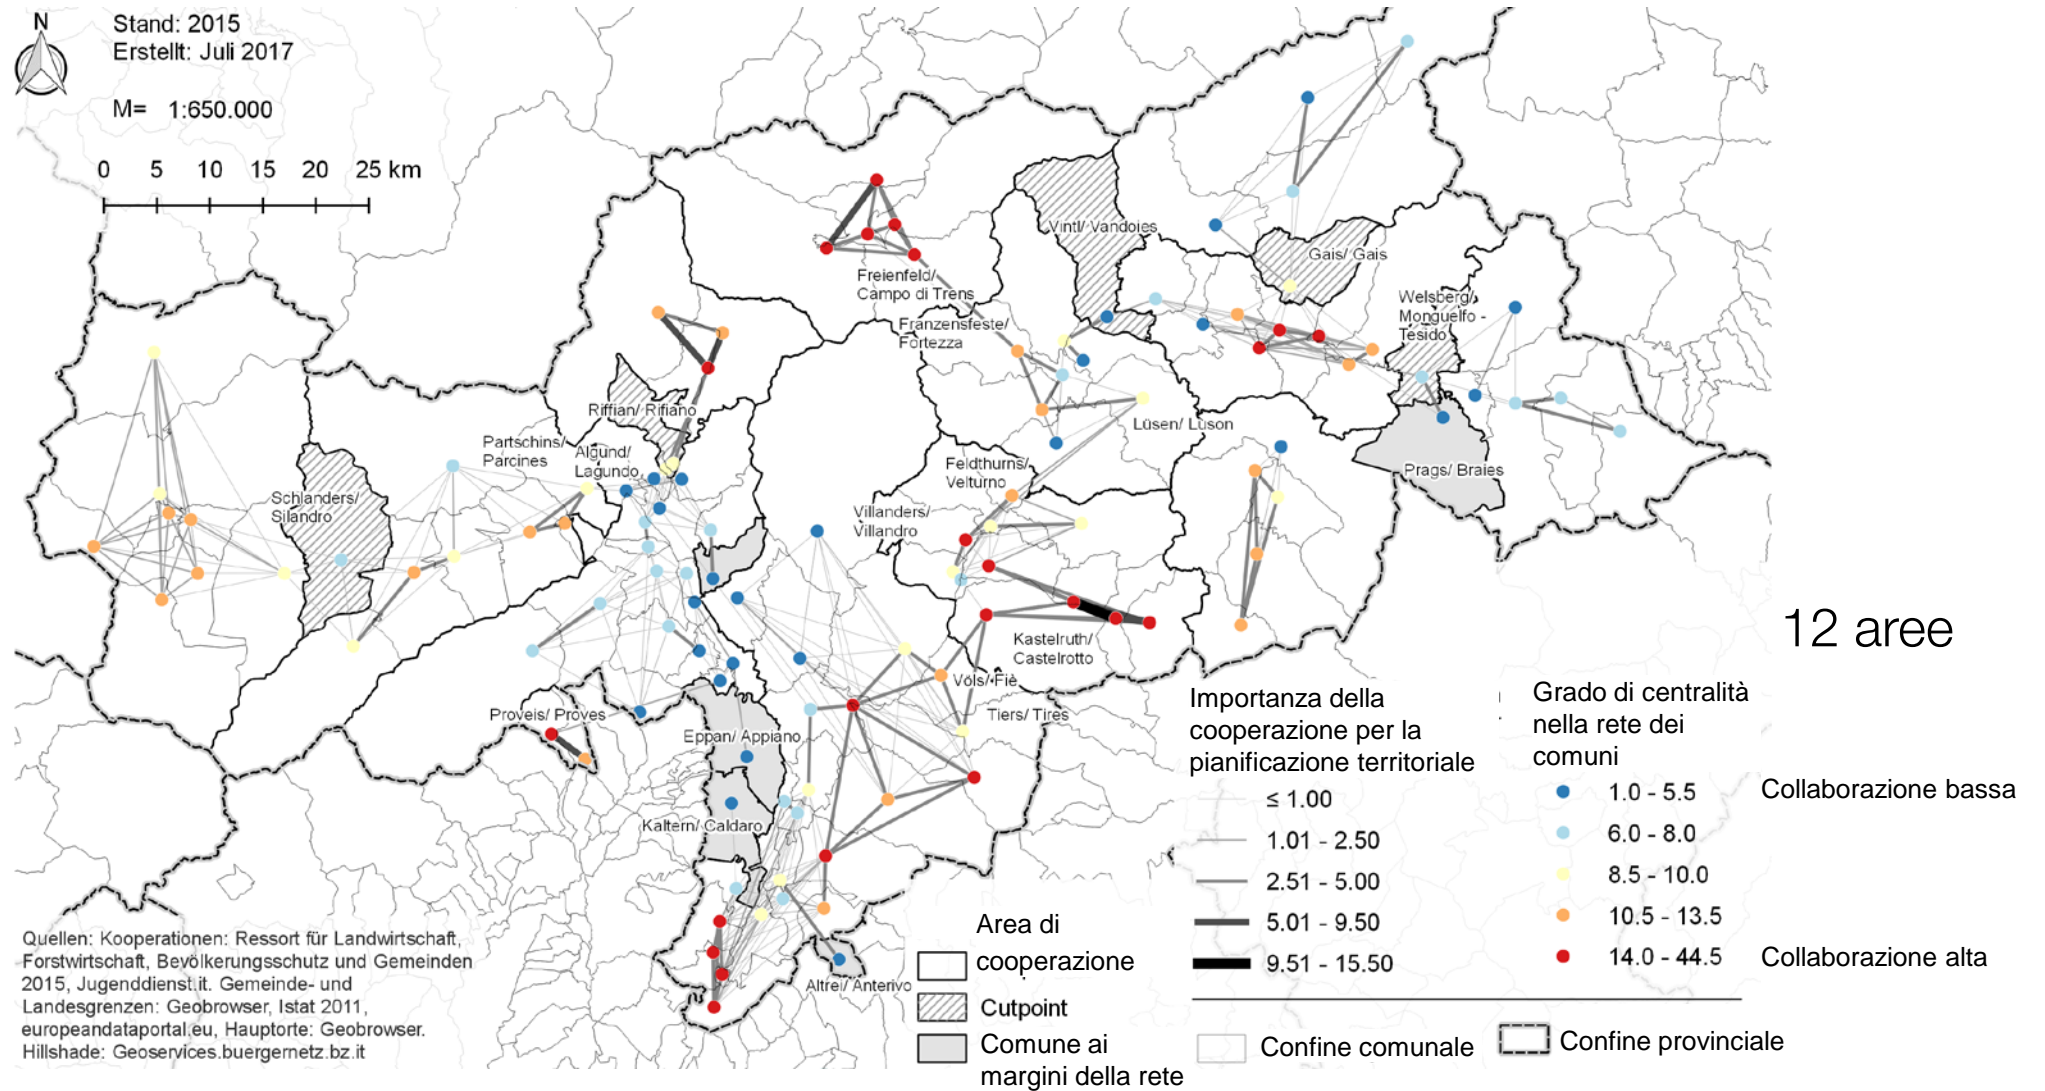 N
Stand: 2015
Erstellt: Juli 2017
M= 1:650.000
0 5 10 15 20 25 km
Vintl/ Vandoies
Gais/ Gais
Freienfeld/
Campo di Trens
Welsberg/
Monguelfo -
Tesido
Franzensfeste/
Fortezza
Riffian/ Rifiano
Lüsen/ Luson
Partschins/
Parcines
Algund/
Lagundo
Feldthurns/
Velturno
Prags/ Braies
Schlanders/
Silandro
Villanders/
Villandro
Kastelruth/
Castelrotto
Völs/ Fiè
Tiers/ Tires
Proveis/ Proves
Eppan/ Appiano
Kaltern/ Caldaro
Altrei/ Anterivo
12 aree
Importanza della
cooperazione per la
pianificazione territoriale
≤ 1.00
1.01 - 2.50
2.51 - 5.00
5.01 - 9.50
9.51 - 15.50
Grado di centralità
nella rete dei
comuni
1.0 - 5.5
6.0 - 8.0
8.5 - 10.0
10.5 - 13.5
14.0 - 44.5
Collaborazione bassa
Collaborazione alta
Area di
cooperazione
Cutpoint
Comune ai
margini della rete
Confine comunale
Confine provinciale
Quellen: Kooperationen: Ressort für Landwirtschaft,
Forstwirtschaft, Bevölkerungsschutz und Gemeinden
2015, Jugenddienst.it. Gemeinde- und
Landesgrenzen: Geobrowser, Istat 2011,
europeandataportal.eu, Hauptorte: Geobrowser.
Hillshade: Geoservices.buergernetz.bz.it